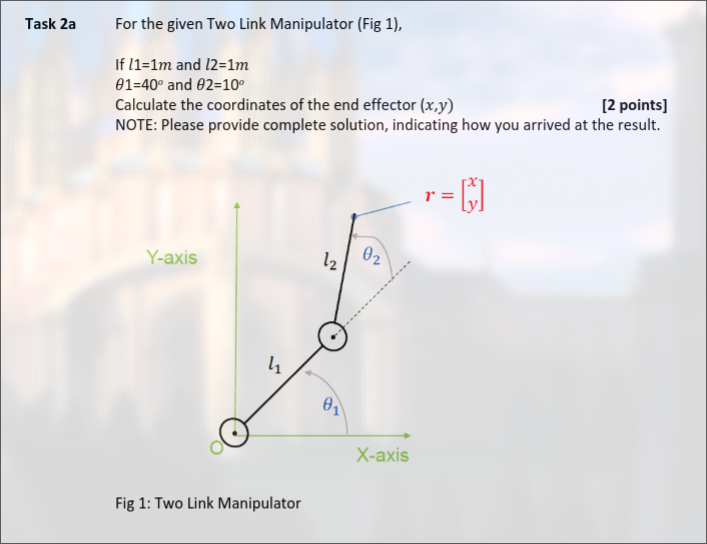 Task 2a For the given Two Link Manipulator (Fig 1),
If l1=1m and l2=1m
θ1=40° and θ2=10°
Calculate the coordinates of the end effector (x,y) [2 points]
NOTE: Please provide complete solution, indicating how you arrived at the result.
r = [x y]
Y-axis
l₂
θ₂
l₁
θ₁
O
X-axis
Fig 1: Two Link Manipulator